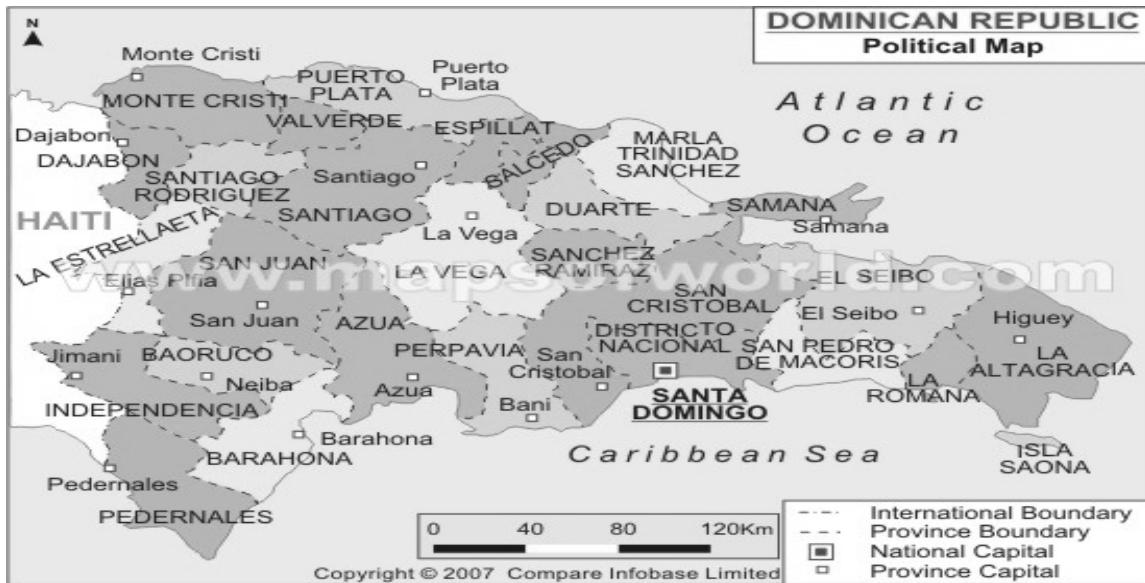 DOMINICAN REPUBLIC
Political Map
N
Monte Cristi
Puerto
Plata
PUERTO
PLATA
MONTE CRISTI
VALVERDE
ESPILLAT
Atlantic
Ocean
Dajabon
DAJABON
SANTIAGO
RODRIGUEZ
Santiago
SANTIAGO
SALCEDO
MARLA
TRINIDAD
SANCHEZ
HAITI
LA ESTRELLAETA
La Vega
LA VEGA
DUARTE
SAMANA
Samana
SAN JUAN
SANCHEZ
RAMIRAZ
www.mapsofworld.com
Elias Plfia
San Juan
AZUA
SAN
CRISTOBAL
EL SEIBO
El Seibo
Higuey
LA
ALTAGRACIA
Jimani
BAORUCO
Neiba
PERPAVIA
Azua
San
Cristobal
DISTRICTO
NACIONAL
SAN PEDRO
DE MACORIS
LA
ROMANA
INDEPENDENCIA
Bani
SANTA
DOMINGO
Barahona
BARAHONA
Caribbean Sea
ISLA
SAONA
Pedernales
PEDERNALES
0 40 80 120Km
International Boundary
Province Boundary
National Capital
Province Capital
Copyright © 2007 Compare Infobase Limited